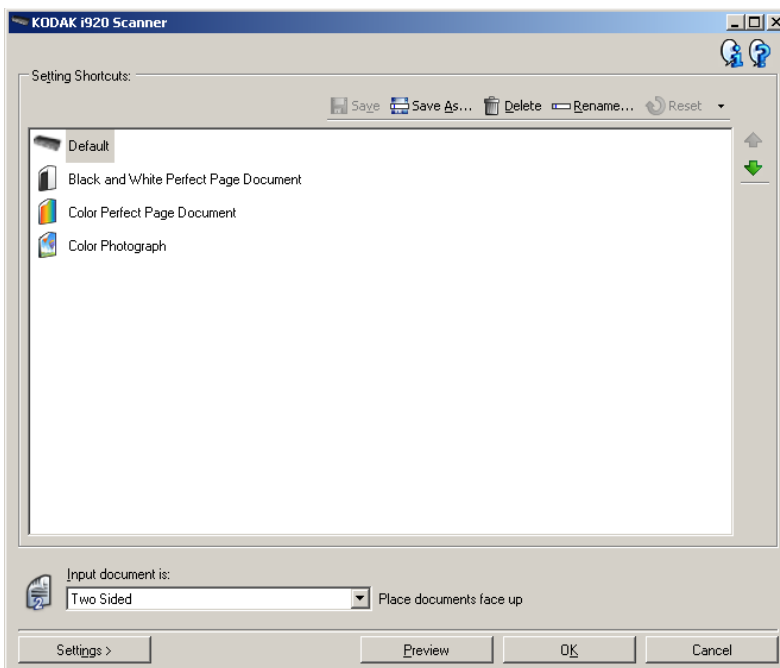 KODAK i920 Scanner
Setting Shortcuts:
Save Save As... Delete Rename... Reset
Default
Black and White Perfect Page Document
Color Perfect Page Document
Color Photograph
Input document is:
Two Sided Place documents face up
Settings > Preview OK Cancel